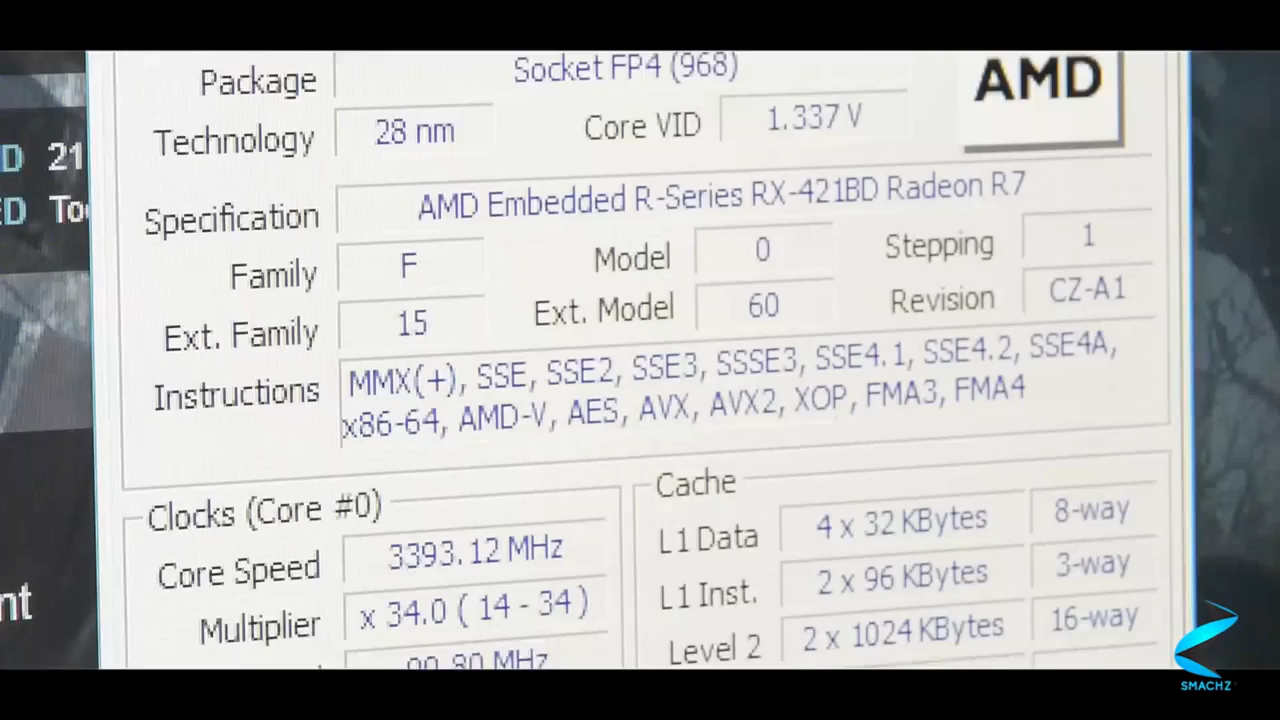 Package Socket FP4 (968) AMD
Technology 28 nm Core VID 1.337 V
D 21
Specification AMD Embedded R-Series RX-421BD Radeon R7
ED
Family F Model 0 Stepping 1
Ext. Family 15 Ext. Model 60 Revision CZ-A1
Instructions MMX(+), SSE, SSE2, SSE3, SSSE3, SSE4.1, SSE4.2, SSE4A,
x86-64, AMD-V, AES, AVX, AVX2, XOP, FMA3, FMA4
Clocks (Core #0)
Core Speed 3393.12 MHz
Multiplier x 34.0 ( 14 - 34 )
Cache
L1 Data 4 x 32 KBytes 8-way
L1 Inst. 2 x 96 KBytes 3-way
Level 2 2 x 1024 KBytes 16-way
nt
SMACHZ